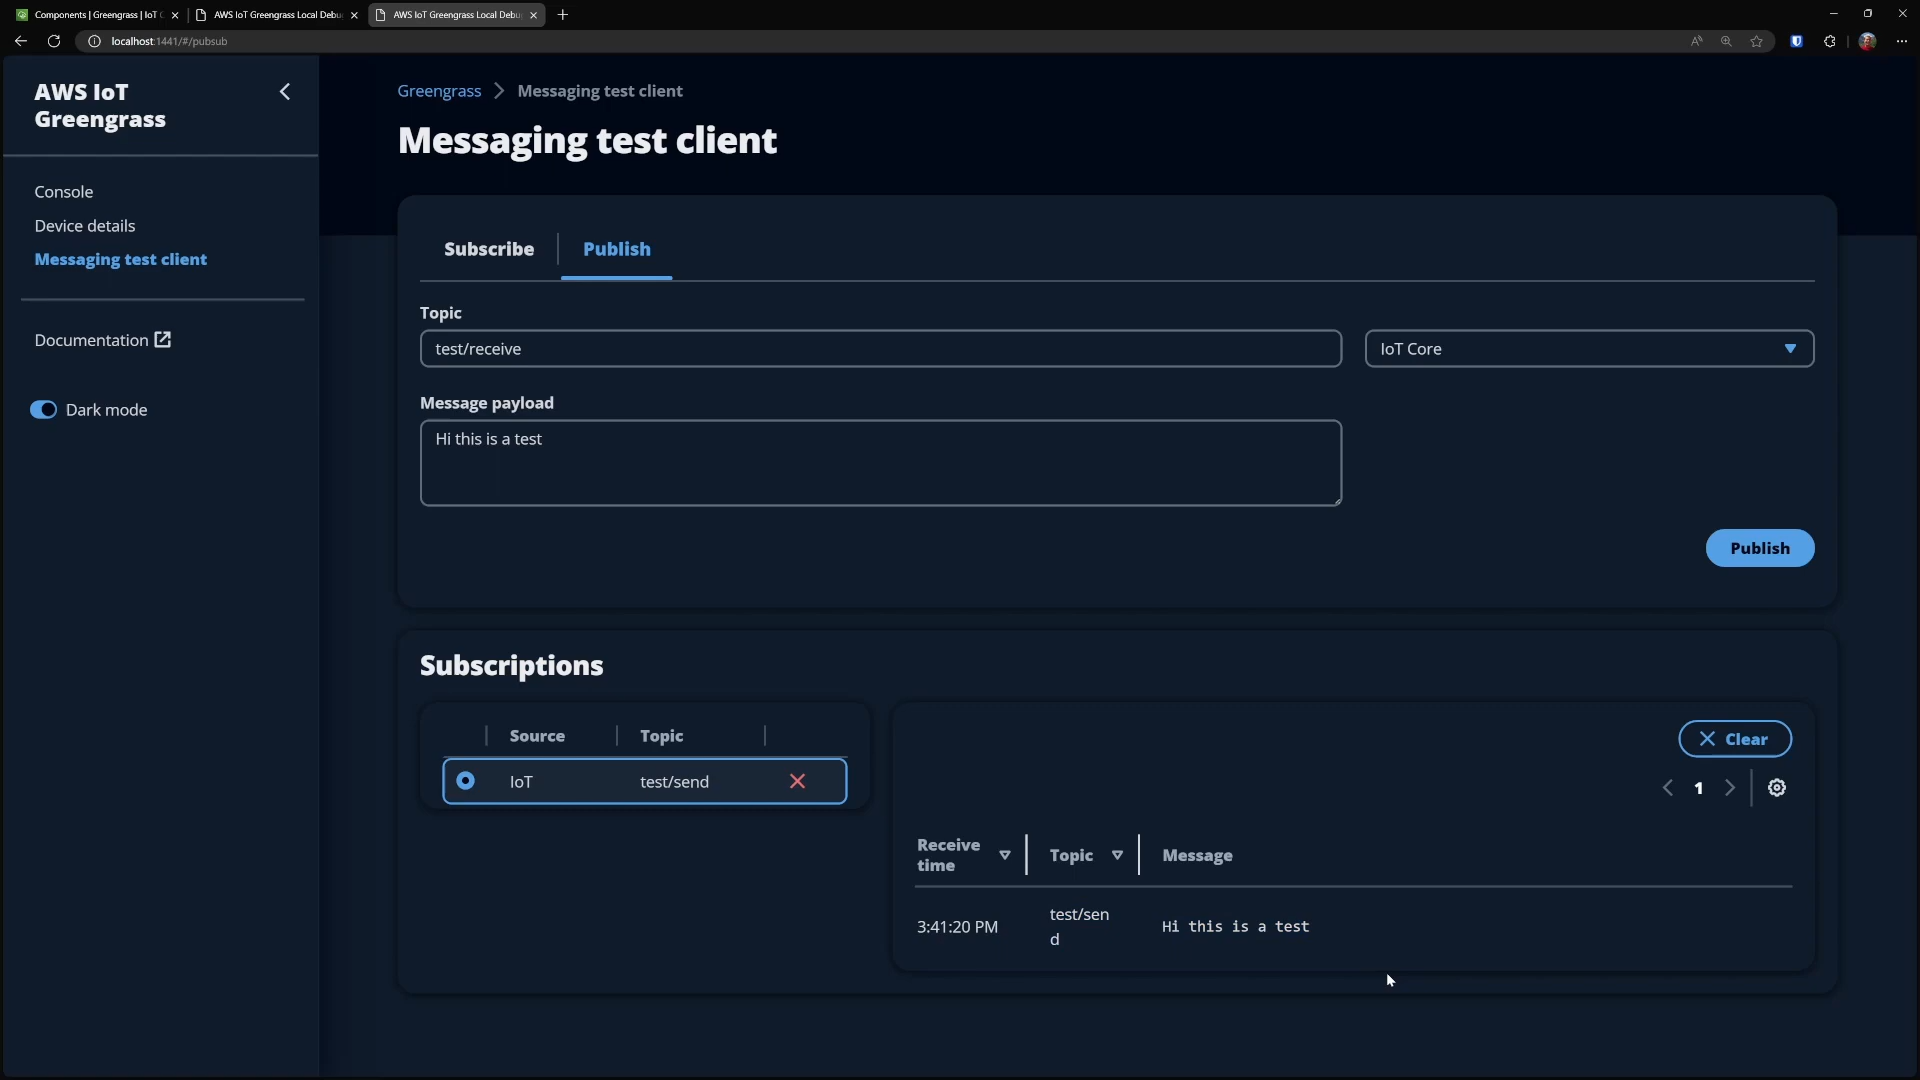 Components | Greengrass | IoT
AWS IoT Greengrass Local Debu
AWS IoT Greengrass Local Debu
localhost:1441/#/pubsub
AWS IoT
Greengrass
Console
Device details
Messaging test client
Documentation
Dark mode
Greengrass
Messaging test client
Messaging test client
Subscribe
Publish
Topic
test/receive
IoT Core
Message payload
Hi this is a test
Publish
Subscriptions
Source
Topic
IoT
test/send
Clear
1
Receive
time
Topic
Message
3:41:20 PM
test/sen
d
Hi this is a test